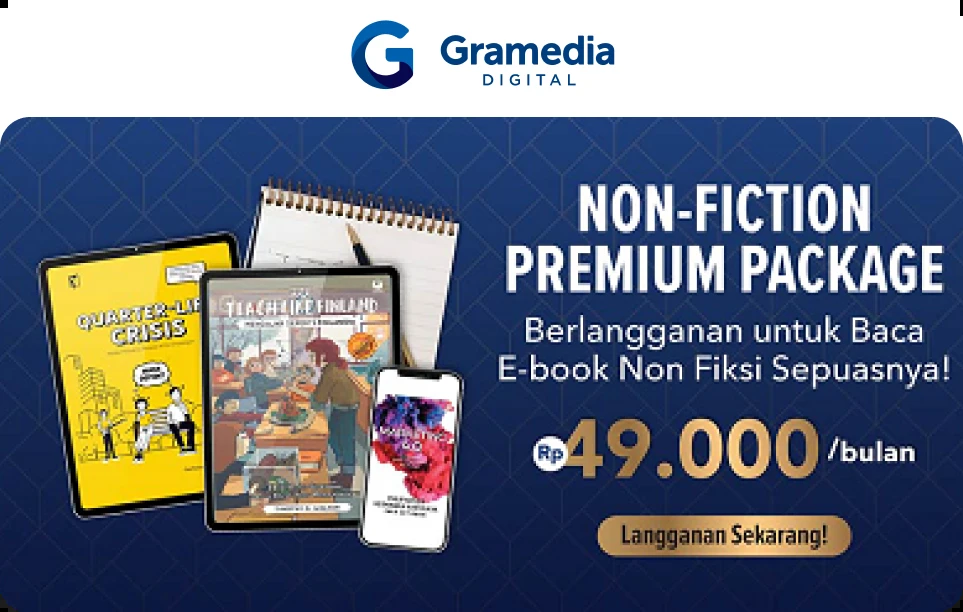 Gramedia
DIGITAL
NON-FICTION
PREMIUM PACKAGE
Berlangganan untuk Baca
E-book Non Fiksi Sepuasnya!
Rp 49.000 /bulan
Langganan Sekarang!
QUARTER-LIFE
CRISIS
TEACH LIKE FINLAND